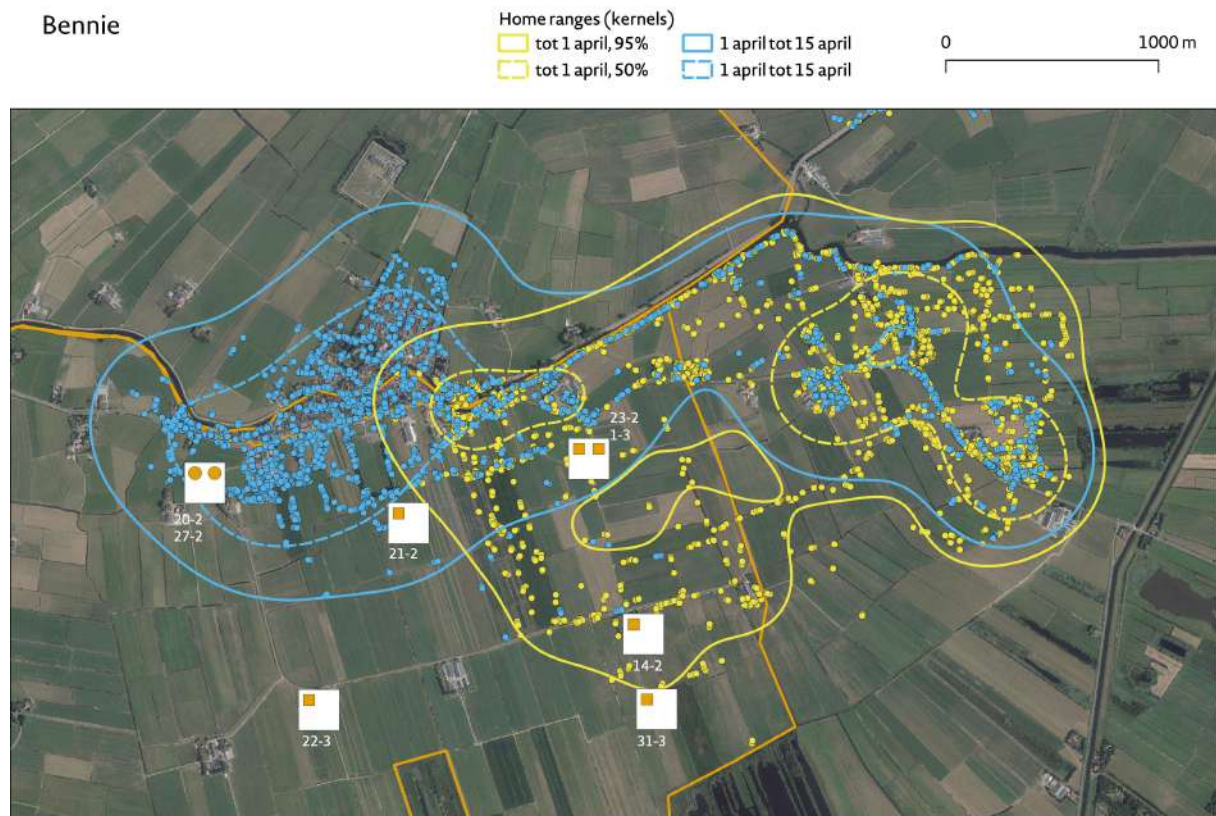 Bennie
Home ranges (kernels)
tot 1 april, 95%
1 april tot 15 april
tot 1 april, 50%
1 april tot 15 april
0
1000 m
23-2
1-3
20-2
27-2
21-2
14-2
22-3
31-3